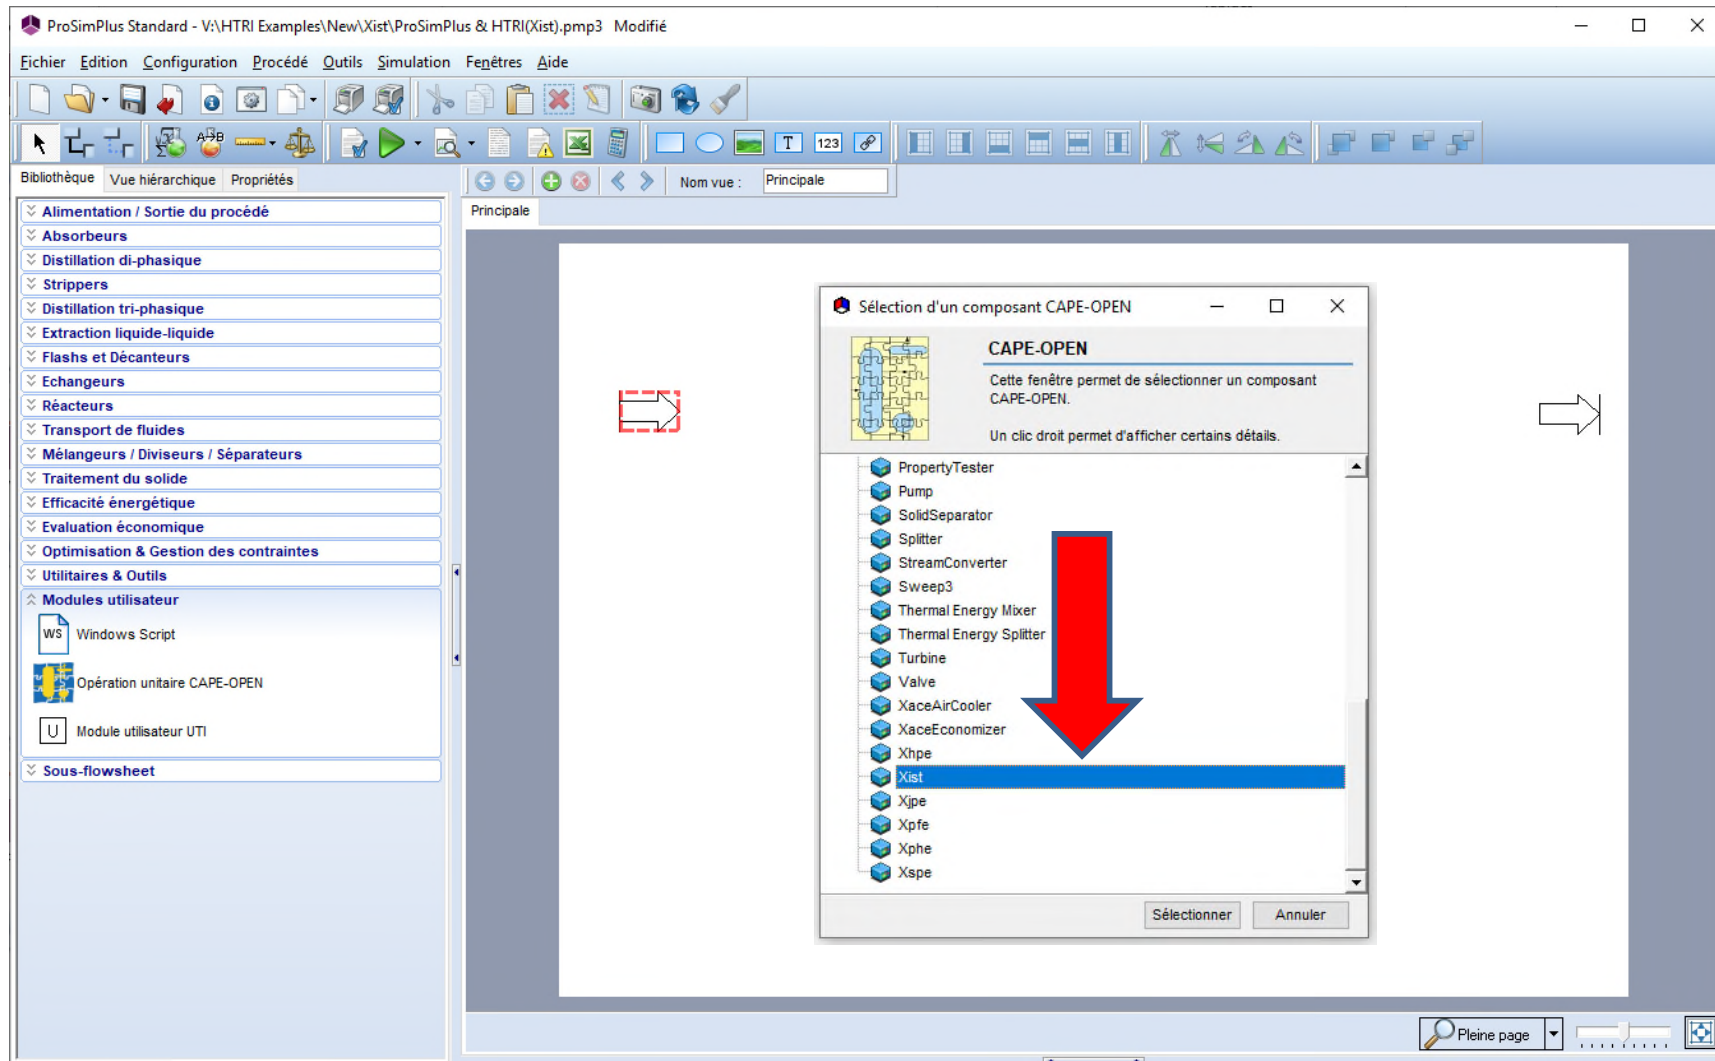 ProSimPlus Standard - V:\HTRI Examples\New\Xist\ProSimPlus & HTRI(Xist).pmp3   Modifié
Fichier Edition Configuration Procédé Outils Simulation Fenêtres Aide
A→B
T 123
Bibliothèque Vue hiérarchique Propriétés
Nom vue : Principale
Principale
Alimentation / Sortie du procédé
Absorbeurs
Distillation di-phasique
Strippers
Distillation tri-phasique
Extraction liquide-liquide
Flashs et Décanteurs
Echangeurs
Réacteurs
Transport de fluides
Mélangeurs / Diviseurs / Séparateurs
Traitement du solide
Efficacité énergétique
Evaluation économique
Optimisation & Gestion des contraintes
Utilitaires & Outils
Modules utilisateur
WS Windows Script
Opération unitaire CAPE-OPEN
U Module utilisateur UTI
Sous-flowsheet
Sélection d'un composant CAPE-OPEN
CAPE-OPEN
Cette fenêtre permet de sélectionner un composant
CAPE-OPEN.
Un clic droit permet d'afficher certains détails.
PropertyTester
Pump
SolidSeparator
Splitter
StreamConverter
Sweep3
Thermal Energy Mixer
Thermal Energy Splitter
Turbine
Valve
XaceAirCooler
XaceEconomizer
Xhpe
Xist
Xjpe
Xpfe
Xphe
Xspe
Sélectionner Annuler
Pleine page